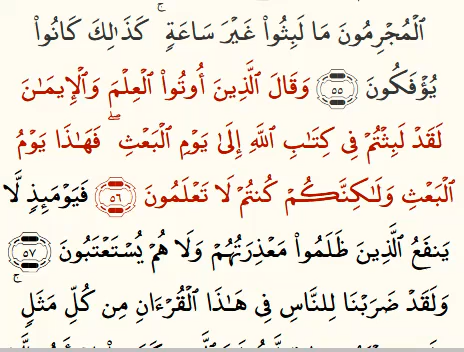 ٱلۡمُجۡرِمُونَ مَا لَبِثُواْ غَيۡرَ سَاعَةٖۚ كَذَٰلِكَ كَانُواْ
يُؤۡفَكُونَ ٥٥ وَقَالَ ٱلَّذِينَ أُوتُواْ ٱلۡعِلۡمَ وَٱلۡإِيمَٰنَ
لَقَدۡ لَبِثۡتُمۡ فِي كِتَٰبِ ٱللَّهِ إِلَىٰ يَوۡمِ ٱلۡبَعۡثِۖ فَهَٰذَا يَوۡمُ
ٱلۡبَعۡثِ وَلَٰكِنَّكُمۡ كُنتُمۡ لَا تَعۡلَمُونَ ٥٦ فَيَوۡمَئِذٖ لَّا
يَنفَعُ ٱلَّذِينَ ظَلَمُواْ مَعۡذِرَتُهُمۡ وَلَا هُمۡ يُسۡتَعۡتَبُونَ ٥٧
وَلَقَدۡ ضَرَبۡنَا لِلنَّاسِ فِي هَٰذَا ٱلۡقُرۡءَانِ مِن كُلِّ مَثَلٖۚ